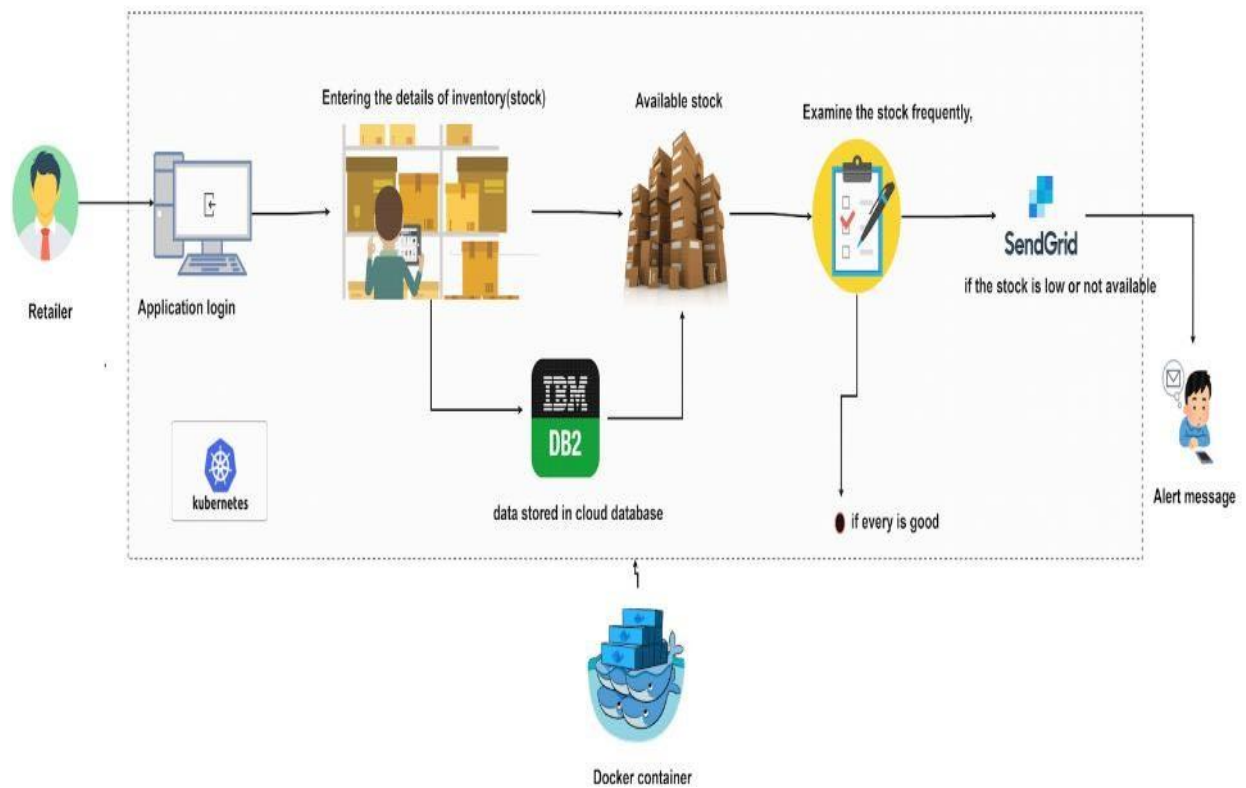 Entering the details of inventory(stock)
Available stock
Examine the stock frequently,
SendGrid
if the stock is low or not available
Retailer
Application login
IBM
DB2
data stored in cloud database
kubernetes
if every is good
Alert message
Docker container